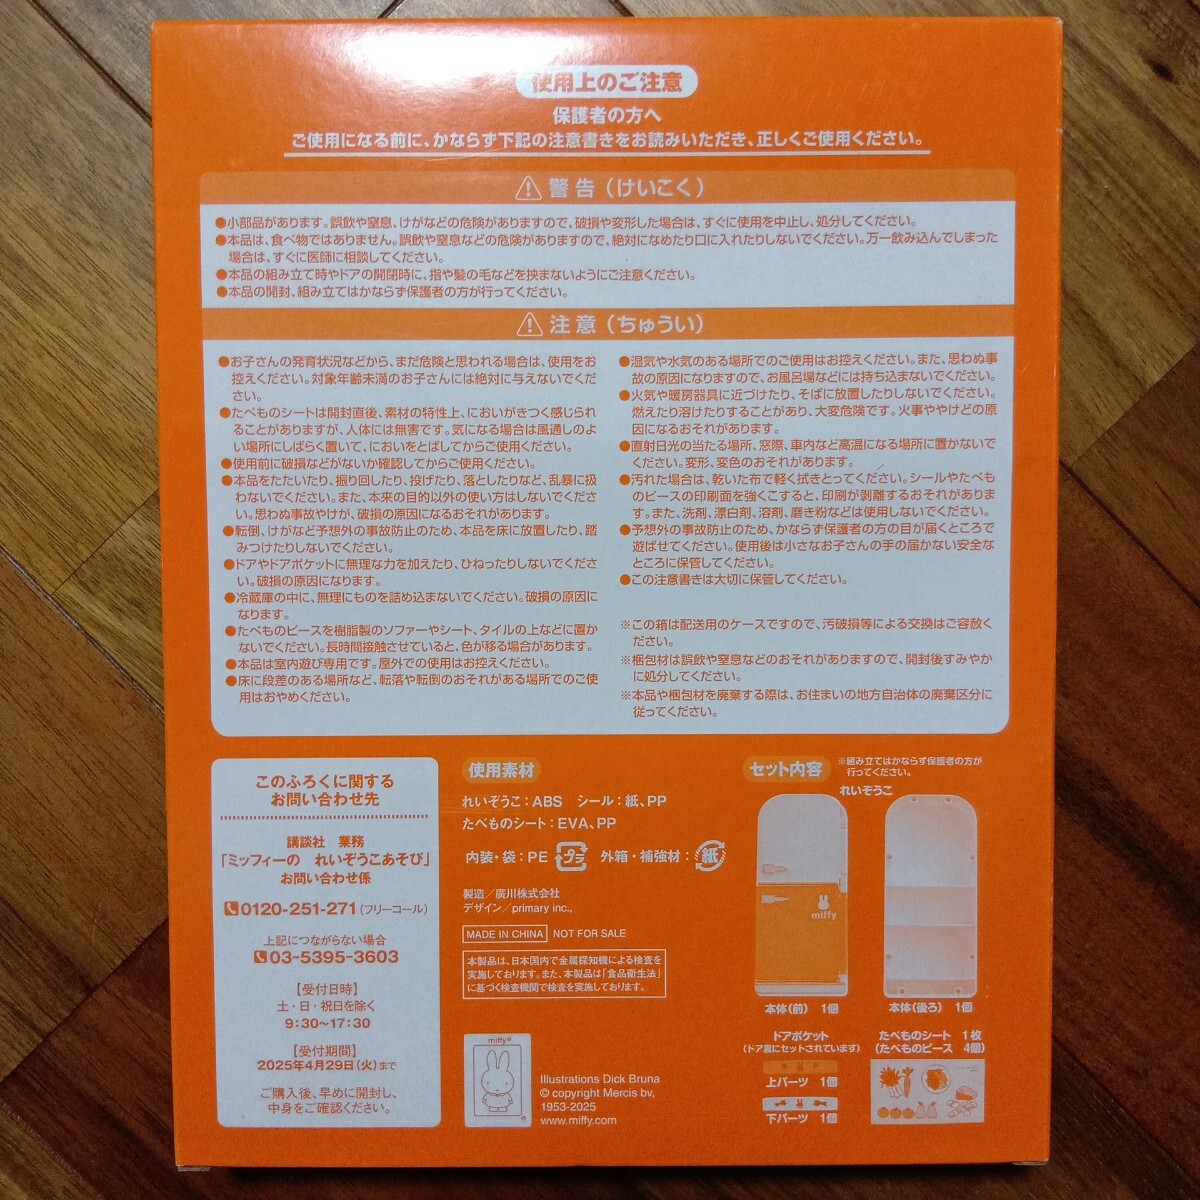 使用上のご注意
保護者の方へ
ご使用になる前に、かならず下記の注意書きをお読みいただき、正しくご使用ください。
⚠ 警告（けいこく）
●小部品があります。誤飲や窒息、けがなどの危険がありますので、破損や変形した場合は、すぐに使用を中止し、処分してください。
●本品は、食べ物ではありません。誤飲や窒息などの危険がありますので、絶対になめたり口に入れたりしないでください。万一飲み込んでしまった
場合は、すぐに医師に相談してください。
●本品の組み立て時やドアの開閉時に、指や髪の毛などを挟まないようにご注意ください。
●本品の開封、組み立てはかならず保護者の方が行ってください。
⚠ 注意（ちゅうい）
●お子さんの発育状況などから、まだ危険と思われる場合は、使用をお
控えください。対象年齢未満のお子さんには絶対に与えないでくだ
さい。
●たべものシートは開封直後、素材の特性上、においがきつく感じられ
ることがありますが、人体には無害です。気になる場合は風通しのよ
い場所にしばらく置いて、においをとばしてからご使用ください。
●使用前に破損などがないか確認してからご使用ください。
●本品をたたいたり、振り回したり、投げたり、落としたりなど、乱暴に扱
わないでください。また、本来の目的以外の使い方はしないでくださ
い。思わぬ事故やけが、破損の原因になるおそれがあります。
●転倒、けがなど予想外の事故防止のため、本品を床に放置したり、踏
みつけたりしないでください。
●ドアやドアポケットに無理な力を加えたり、ひねったりしないでくださ
い。破損の原因になります。
●冷蔵庫の中に、無理にものを詰め込まないでください。破損の原因に
なります。
●たべものピースを樹脂製のソファーやシート、タイルの上などに置か
ないでください。長時間接触させていると、色が移る場合があります。
●本品は室内遊び専用です。屋外での使用はお控えください。
●床に段差のある場所など、転落や転倒のおそれがある場所でのご使
用はおやめください。
●湿気や水気のある場所でのご使用はお控えください。また、思わぬ事
故の原因になりますので、お風呂場などには持ち込まないでください。
●火気や暖房器具に近づけたり、そばに放置したりしないでください。
燃えたり溶けたりすることがあり、大変危険です。火事ややけどの原
因になるおそれがあります。
●直射日光の当たる場所、窓際、車内など高温になる場所に置かないで
ください。変形、変色のおそれがあります。
●汚れた場合は、乾いた布で軽く拭きとってください。シールやたべも
のピースの印刷面を強くこすると、印刷が剥離するおそれがありま
す。また、洗剤、漂白剤、溶剤、磨き粉などは使用しないでください。
●予想外の事故防止のため、かならず保護者の方の目が届くところで
遊ばせてください。使用後は小さなお子さんの手の届かない安全な
ところに保管してください。
●この注意書きは大切に保管してください。
※この箱は配送用のケースですので、汚破損等による交換はご容赦く
ださい。
※梱包材は誤飲や窒息などのおそれがありますので、開封後すみやか
に処分してください。
※本品や梱包材を廃棄する際は、お住まいの地方自治体の廃棄区分に
従ってください。
このふろくに関する
お問い合わせ先
講談社 業務
「ミッフィーの れいぞうこあそび」
お問い合わせ係
0120-251-271（フリーコール）
上記につながらない場合
03-5395-3603
【受付日時】
土・日・祝日を除く
9:30〜17:30
【受付期間】
2025年4月29日（火）まで
ご購入後、早めに開封し、
中身をご確認ください。
使用素材
れいぞうこ：ABS シール：紙、PP
たべものシート：EVA、PP
内装・袋：PE プラ 外箱・補強材：紙
製造／廣川株式会社
デザイン／primary inc.,
MADE IN CHINA NOT FOR SALE
本製品は、日本国内で金属探知機による検査を
実施しております。また、本製品は「食品衛生法」
に基づく検査機関で検査を実施しております。
miffy®
Illustrations Dick Bruna
© copyright Mercis bv,
1953-2025
www.miffy.com
セット内容
※組み立てはかならず保護者の方が
行ってください。
れいぞうこ
miffy
本体（前） 1個
本体（後ろ） 1個
ドアポケット
（ドア裏にセットされています）
上パーツ 1個
下パーツ 1個
たべものシート 1枚
（たべものピース 4個）